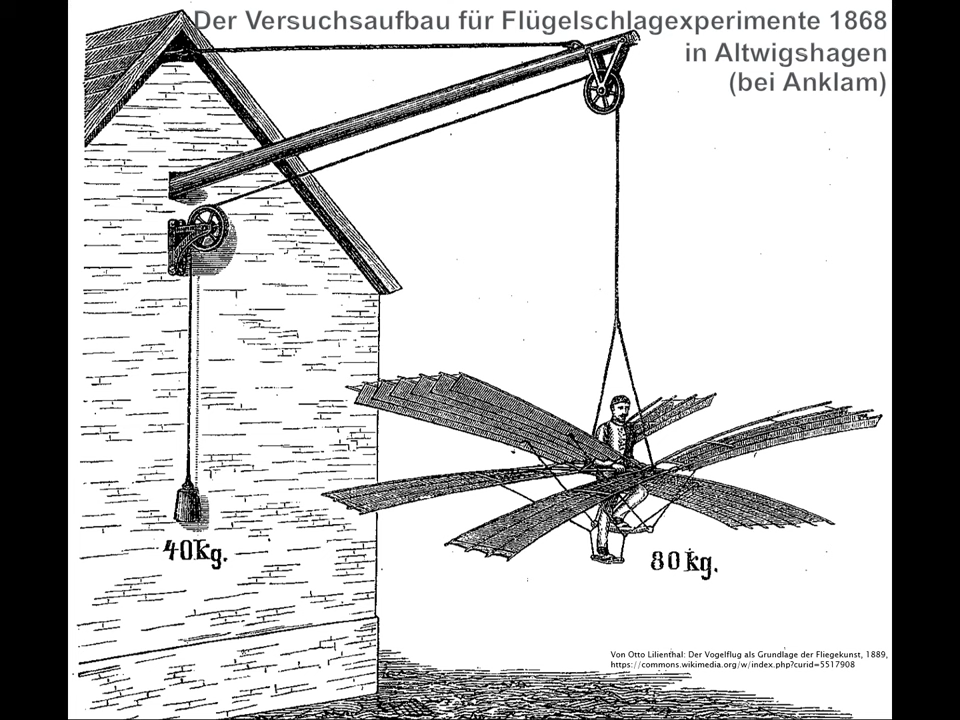 Der Versuchsaufbau für Flügelschlagexperimente 1868
in Altwigshagen
(bei Anklam)
40kg.
80kg.
Von Otto Lilienthal: Der Vogelflug als Grundlage der Fliegekunst, 1889,
https://commons.wikimedia.org/w/index.php?curid=5517908